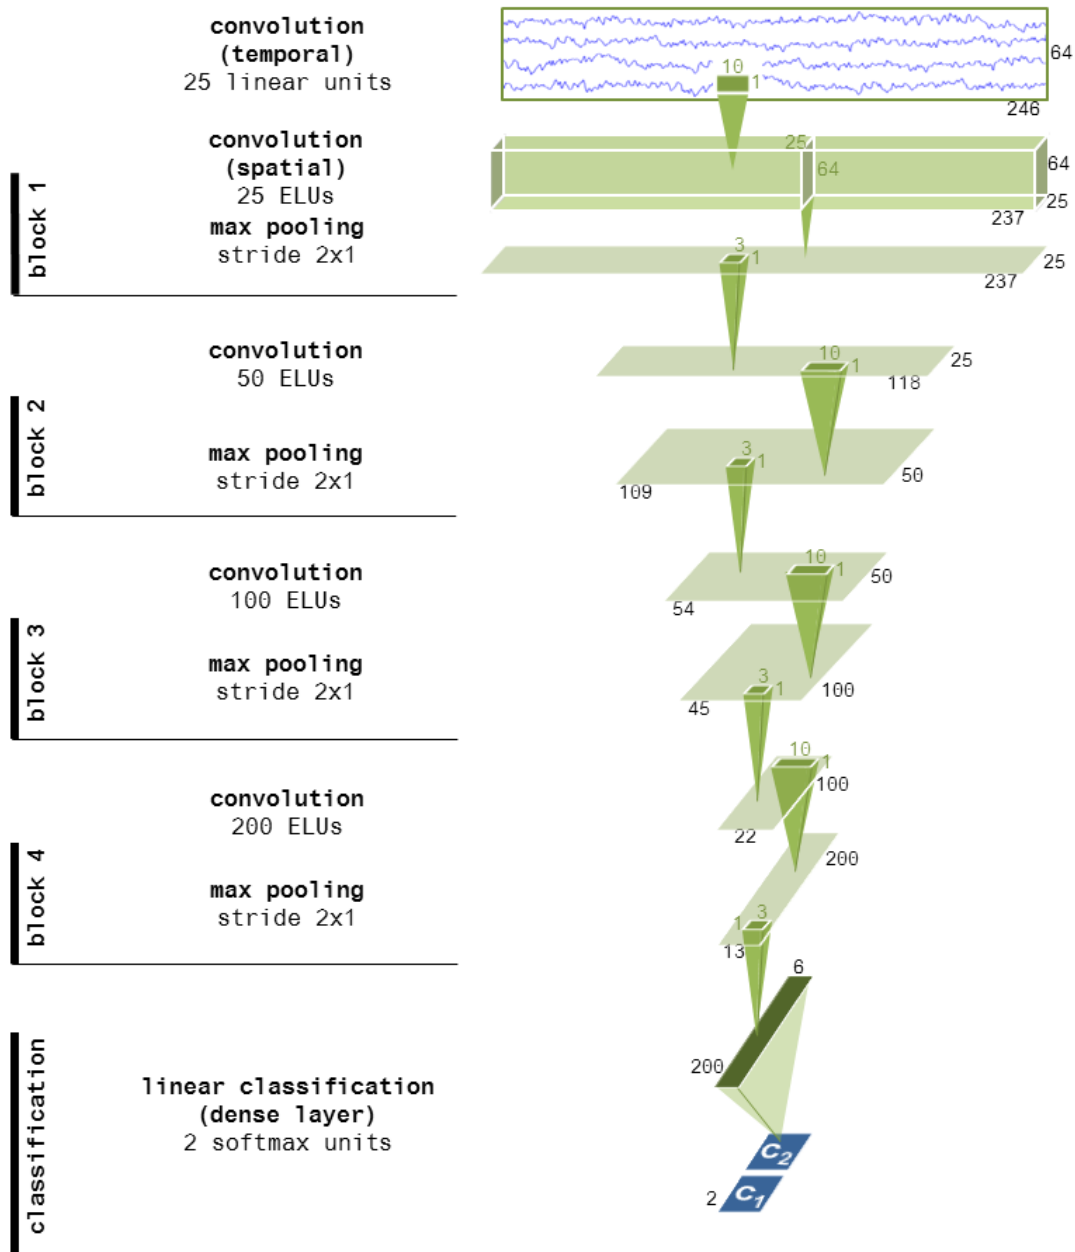 convolution
(temporal)
25 linear units
10
1
64
246
block 1
convolution
(spatial)
25 ELUs
max pooling
stride 2x1
25
64
64
25
237
3
1
25
237
block 2
convolution
50 ELUs
max pooling
stride 2x1
10
1
25
118
3
1
109
50
block 3
convolution
100 ELUs
max pooling
stride 2x1
10
1
50
54
3
1
45
100
block 4
convolution
200 ELUs
max pooling
stride 2x1
10
1
100
22
200
1
3
13
classification
linear classification
(dense layer)
2 softmax units
6
200
C2
2
C1